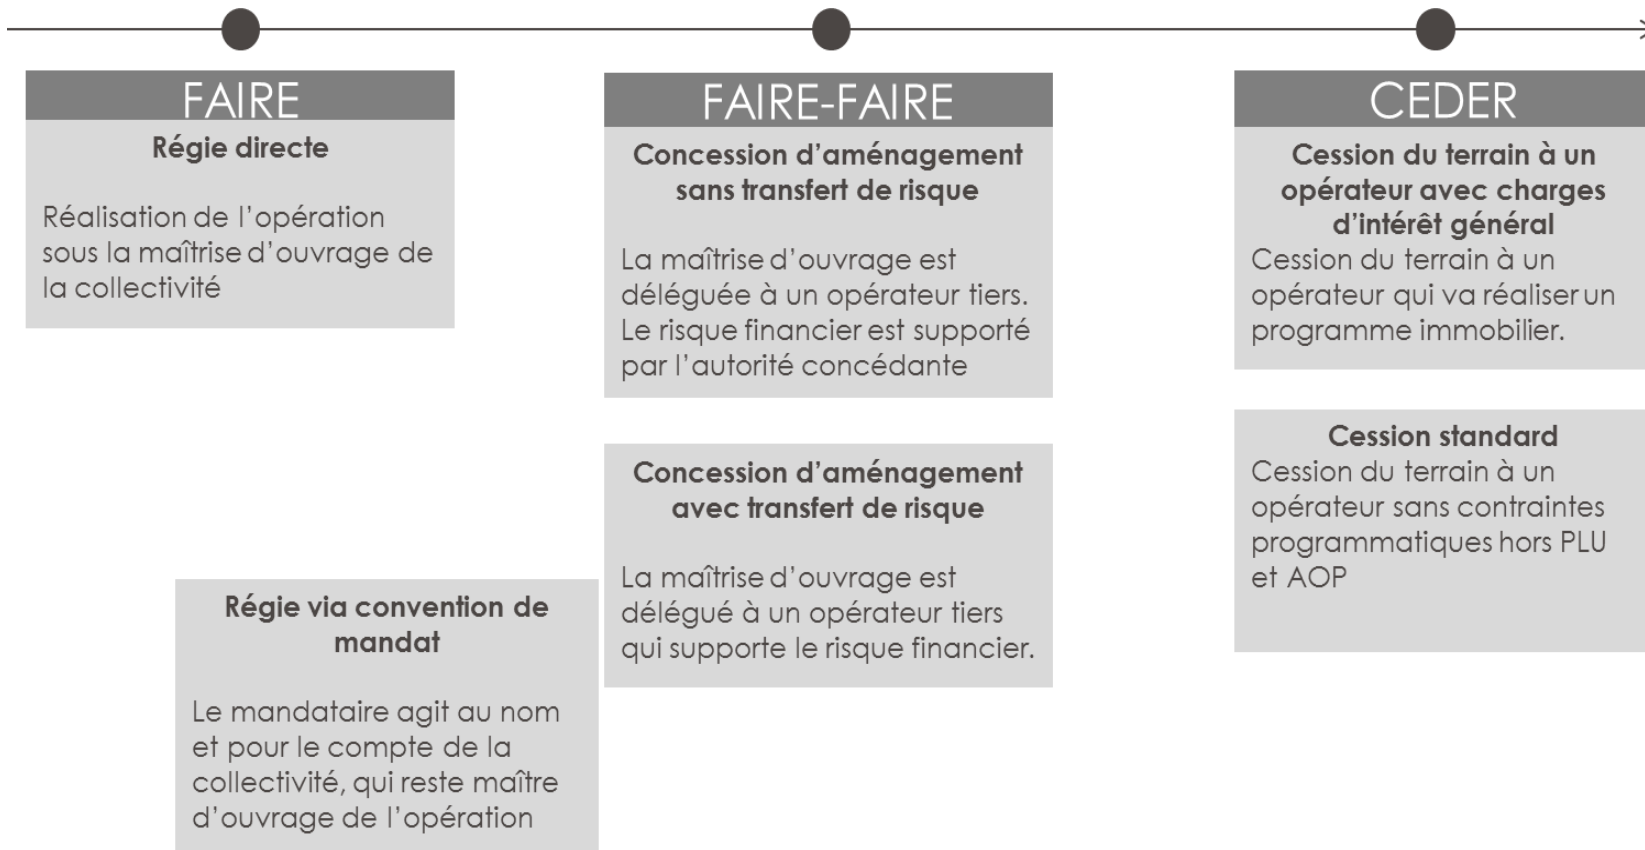 FAIRE
Régie directe
Réalisation de l'opération
sous la maîtrise d'ouvrage de
la collectivité
Régie via convention de
mandat
Le mandataire agit au nom
et pour le compte de la
collectivité, qui reste maître
d'ouvrage de l'opération
FAIRE-FAIRE
Concession d'aménagement
sans transfert de risque
La maîtrise d'ouvrage est
déléguée à un opérateur tiers.
Le risque financier est supporté
par l'autorité concédante
Concession d'aménagement
avec transfert de risque
La maîtrise d'ouvrage est
délégué à un opérateur tiers
qui supporte le risque financier.
CEDER
Cession du terrain à un
opérateur avec charges
d'intérêt général
Cession du terrain à un
opérateur qui va réaliser un
programme immobilier.
Cession standard
Cession du terrain à un
opérateur sans contraintes
programmatiques hors PLU
et AOP